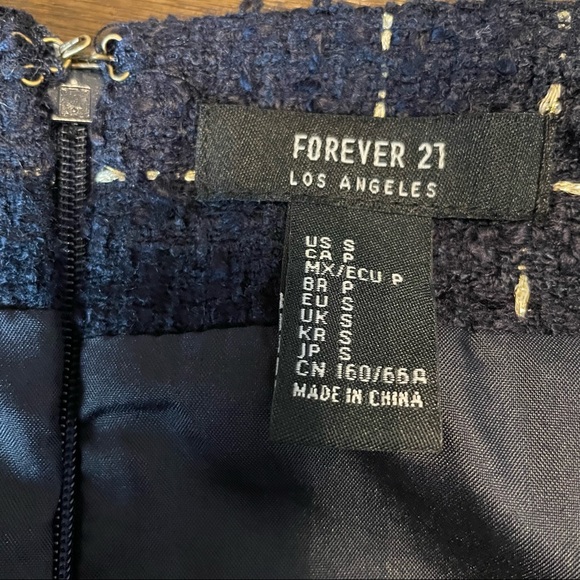 FOREVER 21
LOS ANGELES
US S
CA P
MX/ECU P
BR P
EU S
UK S
KR S
JP S
CN 160/66A
MADE IN CHINA